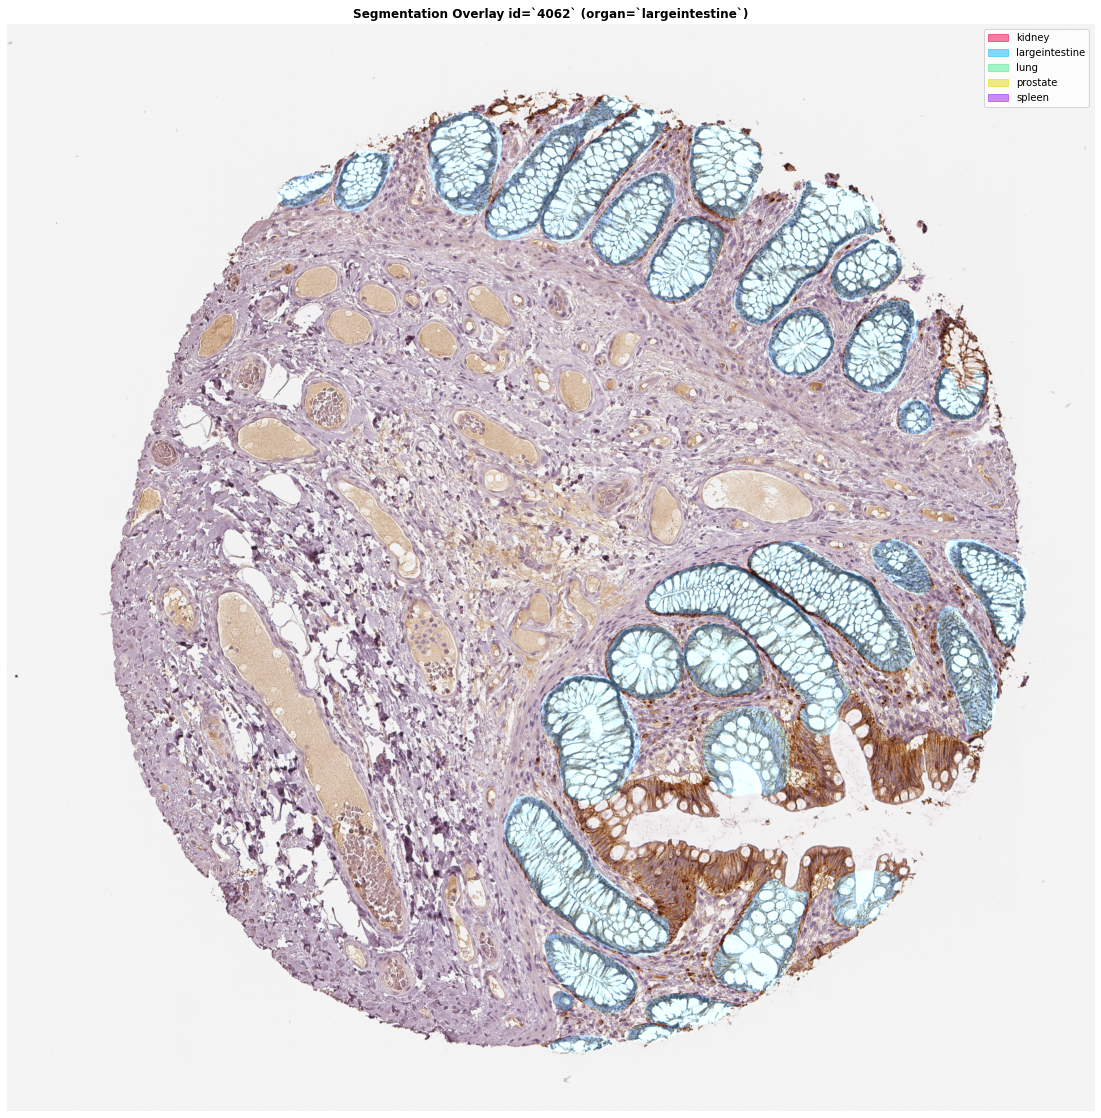 Segmentation Overlay id=`4062` (organ=`largeintestine`)
kidney
largeintestine
lung
prostate
spleen